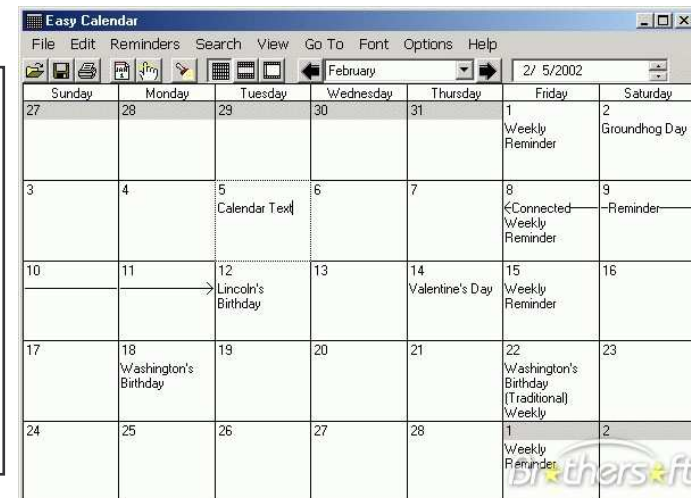 Easy Calendar
File Edit Reminders Search View Go To Font Options Help
February 2/ 5/2002
Sunday Monday Tuesday Wednesday Thursday Friday Saturday
27 28 29 30 31 1 2
Weekly Groundhog Day
Reminder
3 4 5 6 7 8 9
Calendar Text Connected Reminder
Weekly
Reminder
10 11 12 13 14 15 16
Lincoln's Valentine's Day Weekly
Birthday Reminder
17 18 19 20 21 22 23
Washington's Washington's
Birthday Birthday
(Traditional)
Weekly
24 25 26 27 28 1 2
Weekly
Reminder
Brothersoft